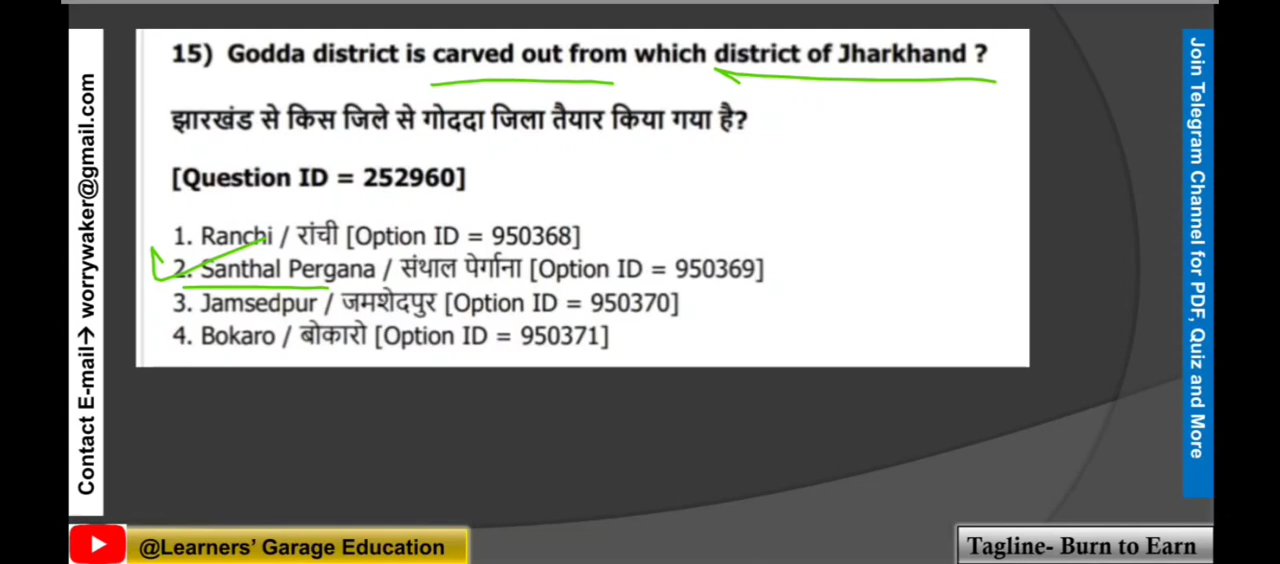 15) Godda district is carved out from which district of Jharkhand ?
झारखंड से किस जिले से गोददा जिला तैयार किया गया है?
[Question ID = 252960]
1. Ranchi / रांची [Option ID = 950368]
2. Santhal Pergana / संथाल पेर्गाना [Option ID = 950369]
3. Jamsedpur / जमशेदपुर [Option ID = 950370]
4. Bokaro / बोकारो [Option ID = 950371]
Contact E-mail→ worrywaker@gmail.com
Join Telegram Channel for PDF, Quiz and More
@Learners’ Garage Education
Tagline- Burn to Earn